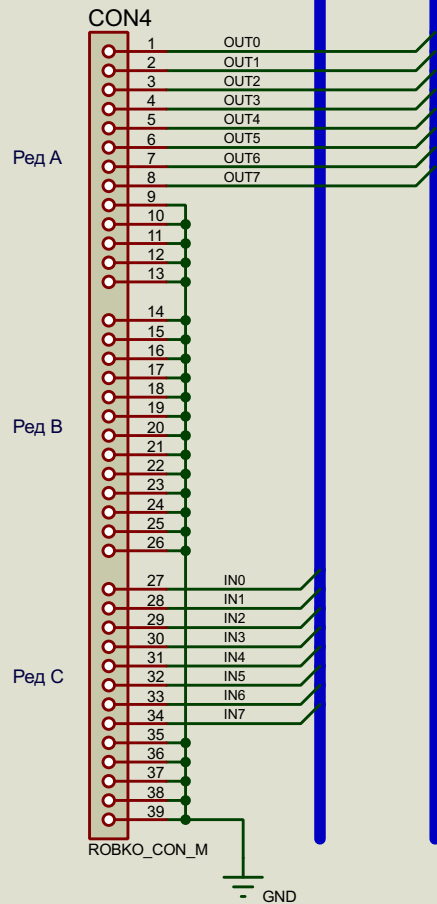 CON4
1 OUT0
2 OUT1
3 OUT2
4 OUT3
5 OUT4
6 OUT5
Ред A
7 OUT6
8 OUT7
9
10
11
12
13
14
15
16
17
18
19
Ред B
20
21
22
23
24
25
26
27 IN0
28 IN1
29 IN2
30 IN3
31 IN4
Ред C
32 IN5
33 IN6
34 IN7
35
36
37
38
39
ROBKO_CON_M
GND